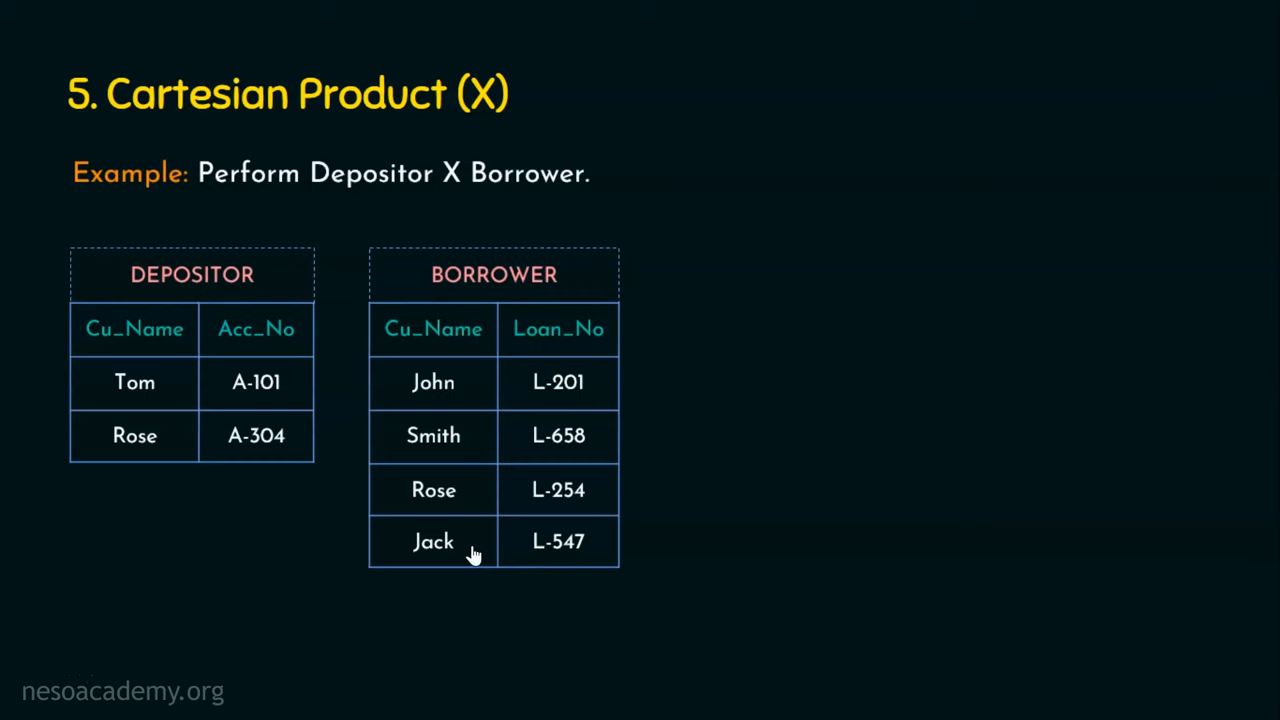 5. Cartesian Product (X)
Example: Perform Depositor X Borrower.
DEPOSITOR
Cu_Name Acc_No
Tom A-101
Rose A-304
BORROWER
Cu_Name Loan_No
John L-201
Smith L-658
Rose L-254
Jack L-547
nesoacademy.org